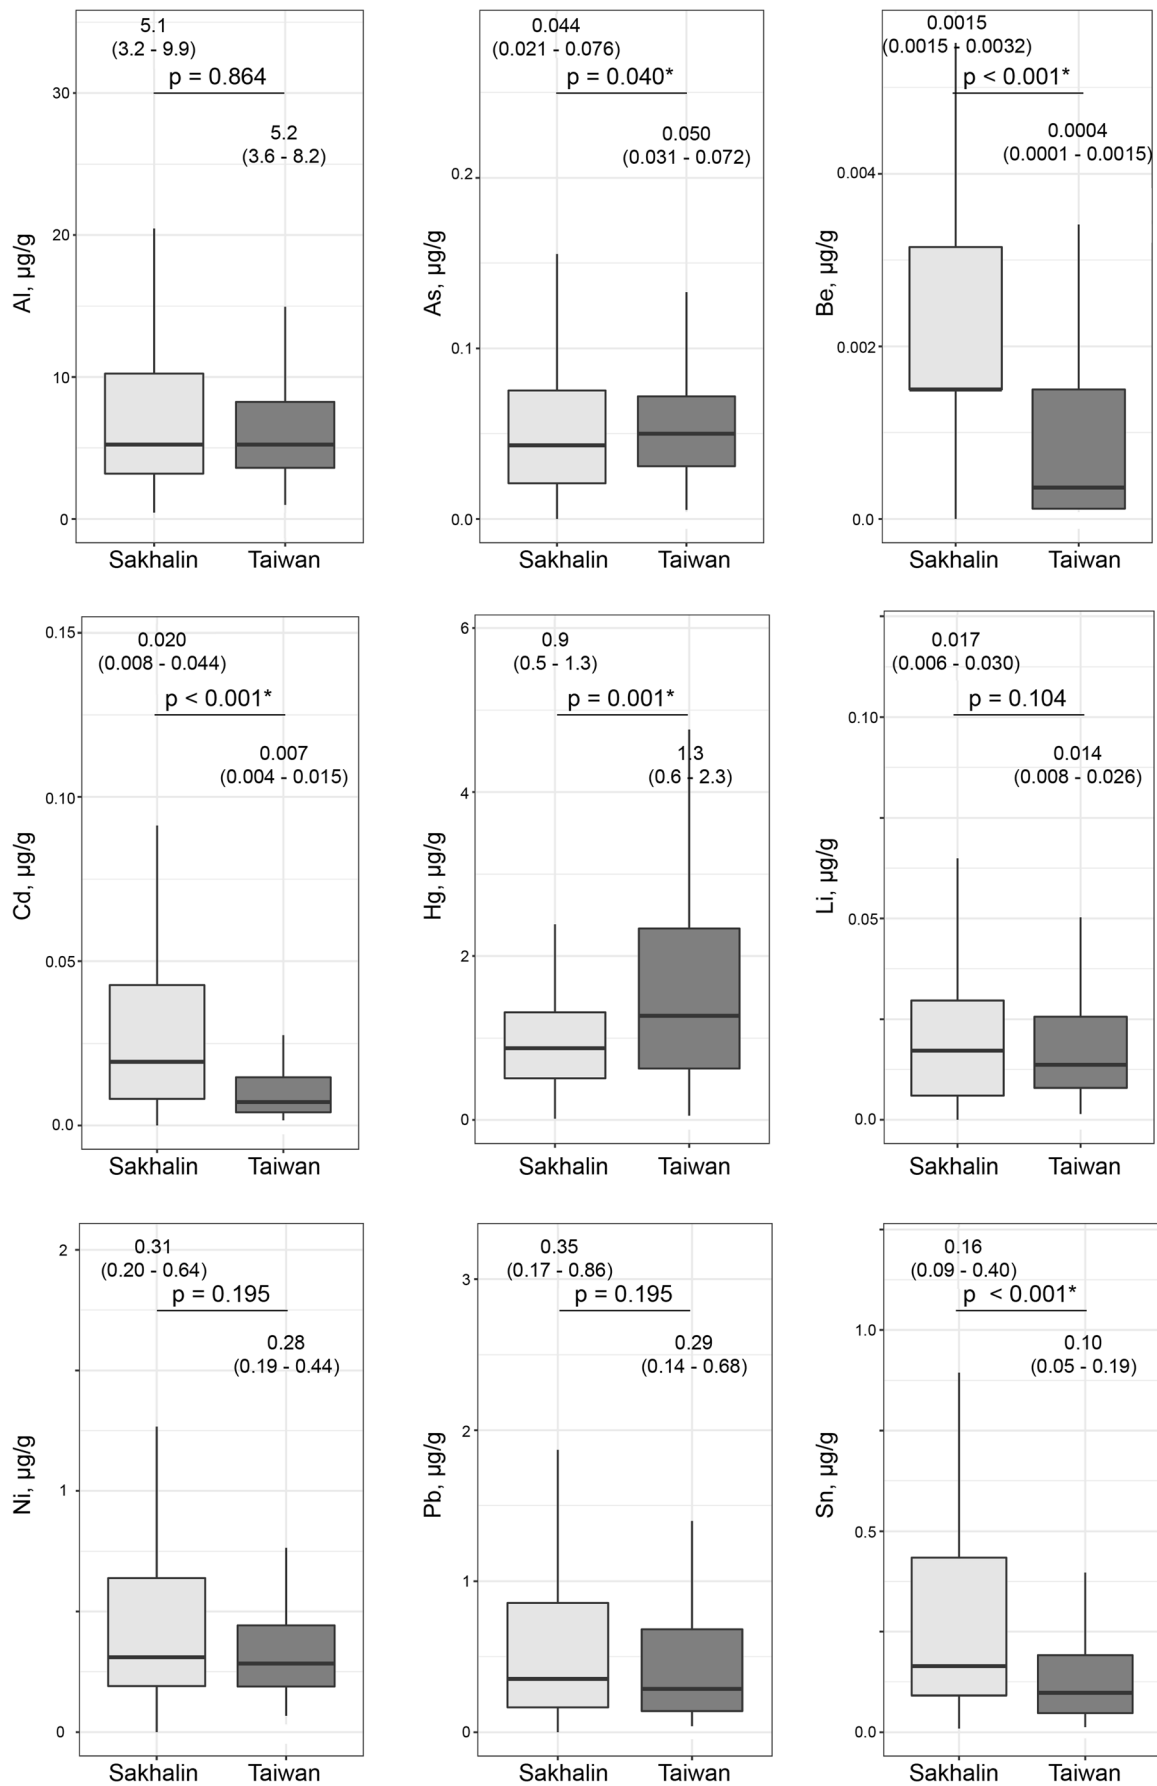 5.1
(3.2 - 9.9)
p = 0.864
30
5.2
(3.6 - 8.2)
20
Al, µg/g
10
0
Sakhalin
Taiwan
0.044
(0.021 - 0.076)
p = 0.040*
0.050
(0.031 - 0.072)
0.2
As, µg/g
0.1
0.0
Sakhalin
Taiwan
0.0015
(0.0015 - 0.0032)
p < 0.001*
0.0004
(0.0001 - 0.0015)
0.004
Be, µg/g
0.002
0.0
Sakhalin
Taiwan
0.15
0.020
(0.008 - 0.044)
p < 0.001*
0.007
(0.004 - 0.015)
0.10
Cd, µg/g
0.05
0.0
Sakhalin
Taiwan
6
0.9
(0.5 - 1.3)
p = 0.001*
1.3
(0.6 - 2.3)
4
Hg, µg/g
2
0
Sakhalin
Taiwan
0.017
(0.006 - 0.030)
p = 0.104
0.10
0.014
(0.008 - 0.026)
Li, µg/g
0.05
0.0
Sakhalin
Taiwan
2
0.31
(0.20 - 0.64)
p = 0.195
0.28
(0.19 - 0.44)
Ni, µg/g
1
0
Sakhalin
Taiwan
0.35
(0.17 - 0.86)
3
p = 0.195
0.29
(0.14 - 0.68)
2
Pb, µg/g
1
0
Sakhalin
Taiwan
0.16
(0.09 - 0.40)
p < 0.001*
1.0
0.10
(0.05 - 0.19)
Sn, µg/g
0.5
0.0
Sakhalin
Taiwan